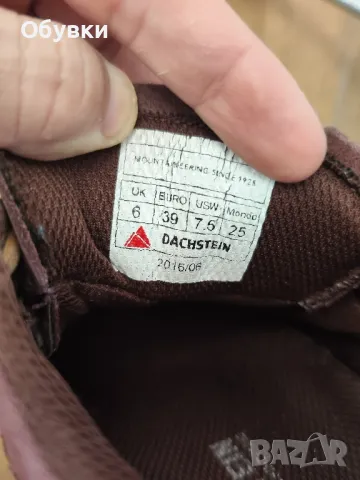 Обувки
MOUNTAINEERING SINCE 1925
UK EURO USW Mondo
6 39 7.5 25
DACHSTEIN
2016/06
BAZAR